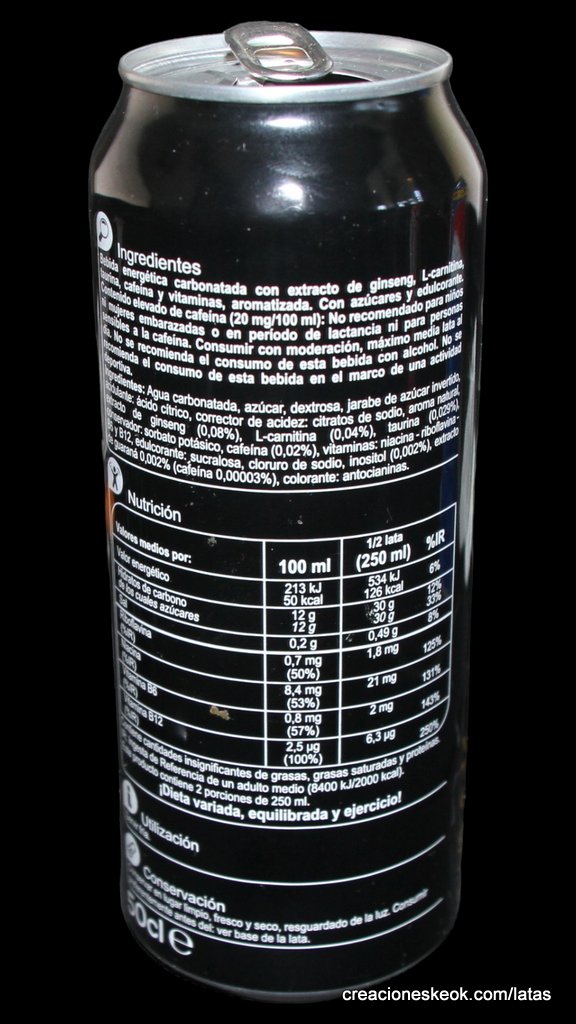 Ingredientes
Bebida energética carbonatada con extracto de ginseng, L-carnitina,
taurina, cafeína y vitaminas, aromatizada. Con azúcares y edulcorante.
Contenido elevado de cafeína (20 mg/100 ml): No recomendado para niños
ni mujeres embarazadas o en periodo de lactancia ni para personas
sensibles a la cafeína. Consumir con moderación, máximo media lata al
día. No se recomienda el consumo de esta bebida con alcohol. No se
recomienda el consumo de esta bebida en el marco de una actividad
deportiva.
Ingredientes: Agua carbonatada, azúcar, dextrosa, jarabe de azúcar invertido,
acidulante: ácido cítrico, corrector de acidez: citratos de sodio, aroma natural,
extracto de ginseng (0,08%), L-carnitina (0,04%), taurina (0,029%),
conservador: sorbato potásico, cafeína (0,02%), vitaminas: niacina - riboflavina -
B6 y B12, edulcorante: sucralosa, cloruro de sodio, inositol (0,002%), extracto
de guaraná 0,002% (cafeína 0,00003%), colorante: antocianinas.
Nutrición
Valores medios por: 100 ml 1/2 lata (250 ml) %IR
Valor energético 213 kJ 50 kcal 534 kJ 126 kcal 6%
Hidratos de carbono 12 g 30 g 12%
de los cuales azúcares 12 g 30 g 33%
Sal 0,2 g 0,49 g 8%
Riboflavina (%IR) 0,7 mg (50%) 1,8 mg 125%
Niacina (%IR) 8,4 mg (53%) 21 mg 131%
Vitamina B6 (%IR) 0,8 mg (57%) 2 mg 143%
Vitamina B12 (%IR) 2,5 µg (100%) 6,3 µg 250%
Contiene cantidades insignificantes de grasas, grasas saturadas y proteínas.
Ingesta de Referencia de un adulto medio (8400 kJ/2000 kcal).
Este producto contiene 2 porciones de 250 ml.
¡Dieta variada, equilibrada y ejercicio!
Utilización
fría.
Conservación
en lugar limpio, fresco y seco, resguardado de la luz. Consumir
preferentemente antes del: ver base de la lata.
50cl e
creacioneskeok.com/latas